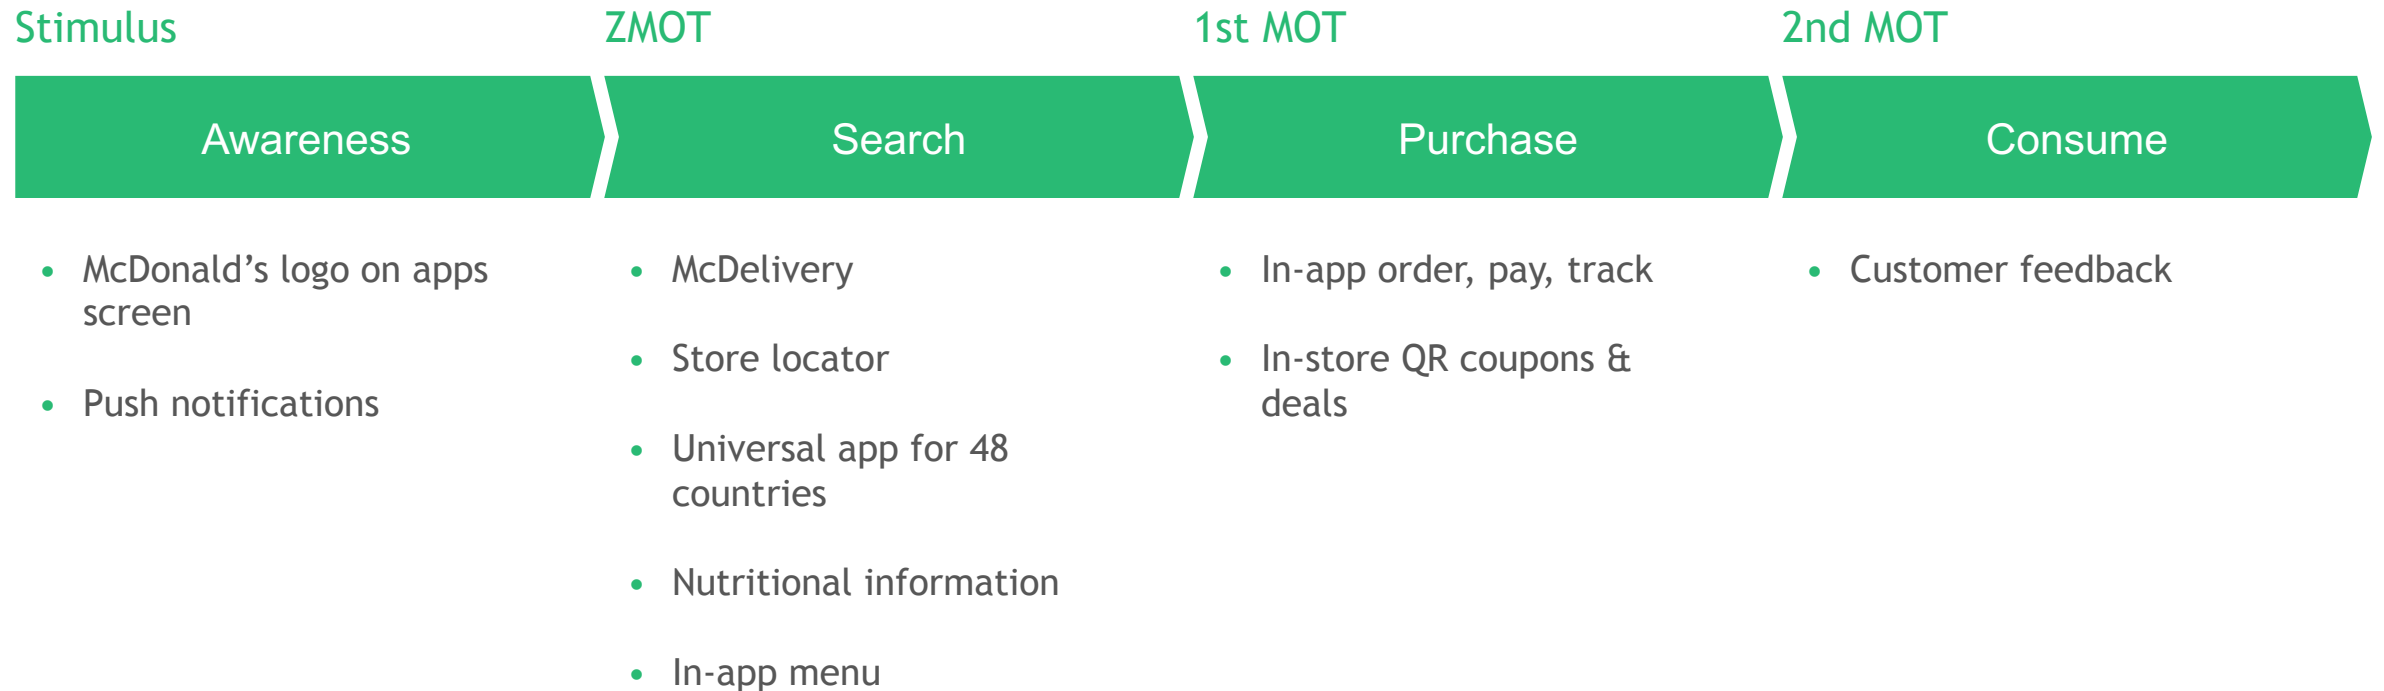 Stimulus
ZMOT
1st MOT
2nd MOT
Awareness
Search
Purchase
Consume
• McDonald’s logo on apps
screen
• Push notifications
• McDelivery
• Store locator
• Universal app for 48
countries
• Nutritional information
• In-app menu
• In-app order, pay, track
• In-store QR coupons &
deals
• Customer feedback